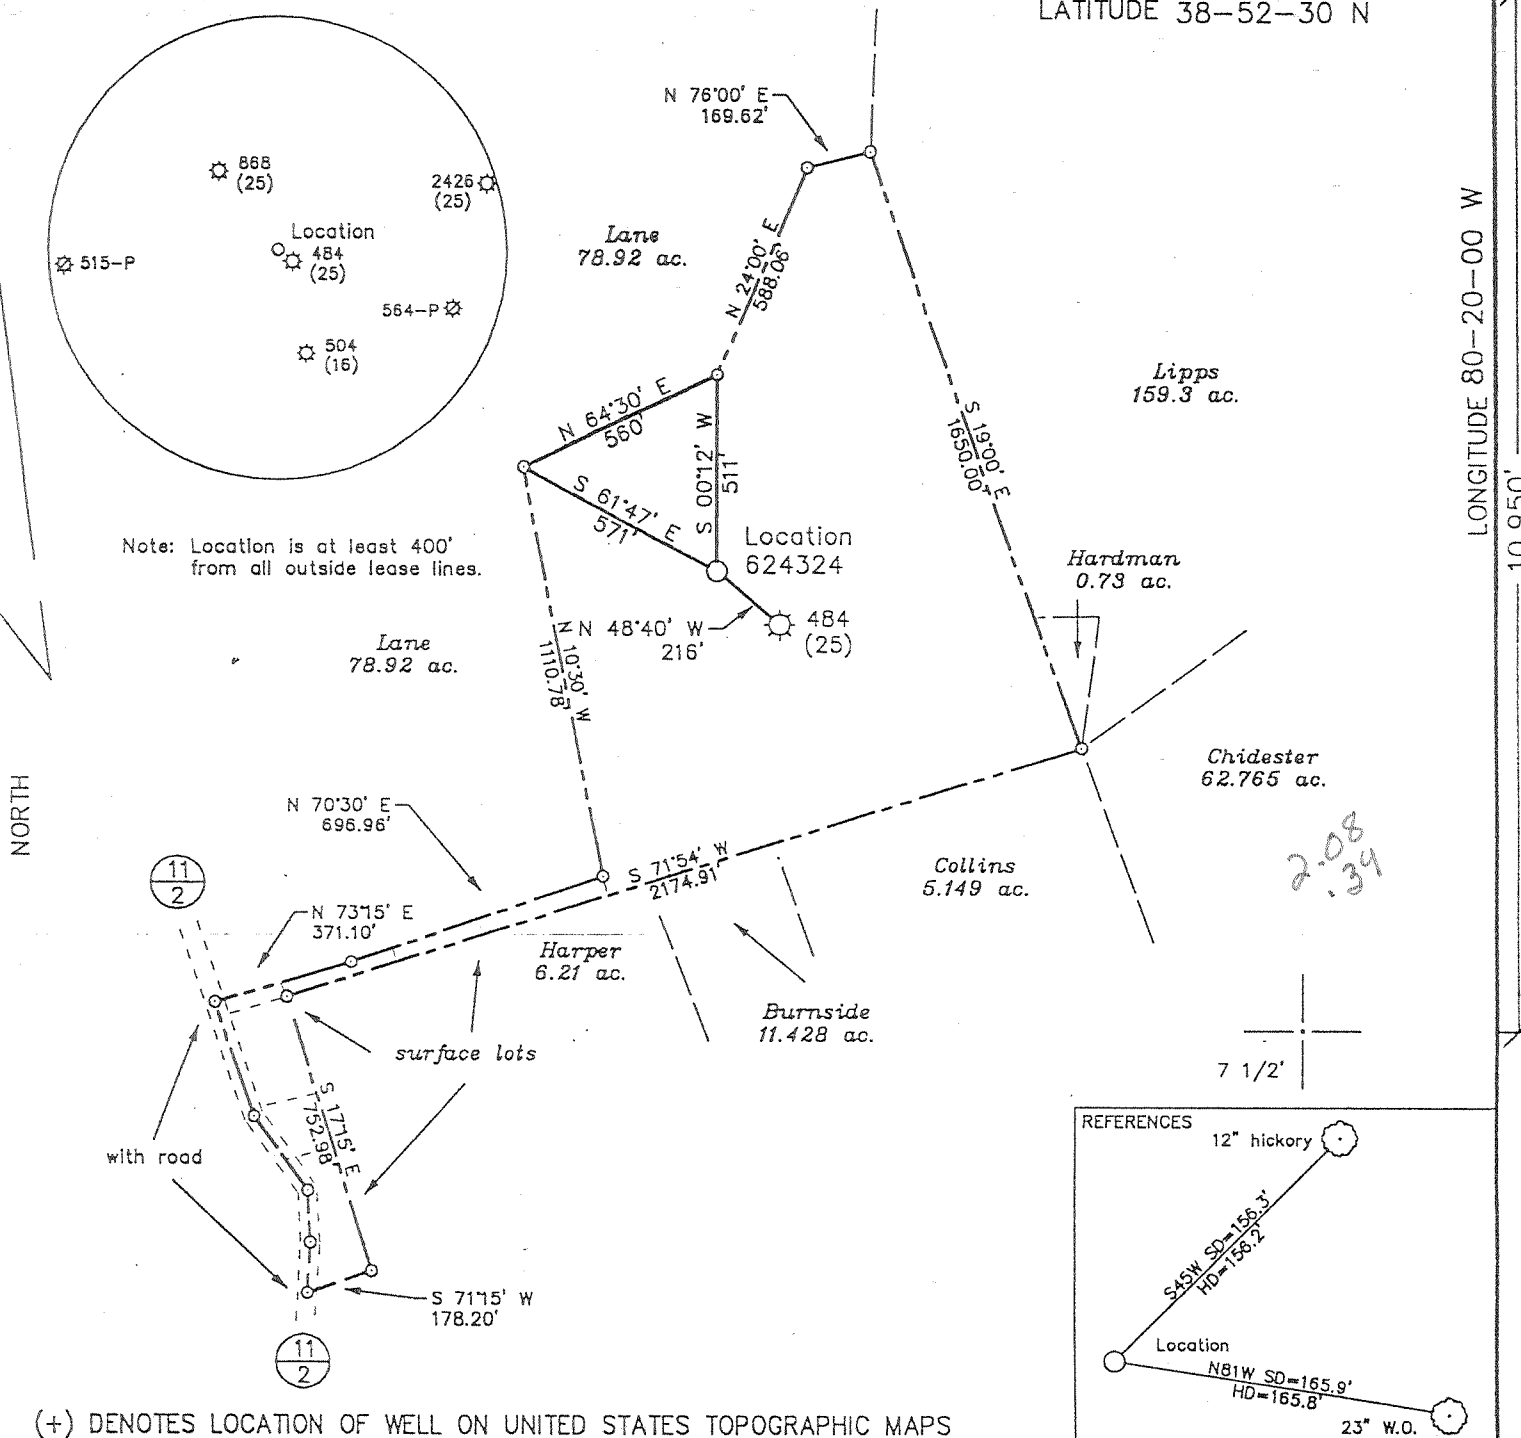 LATITUDE 38-52-30 N
N 76°00' E
169.62'
868
(25)
2426
(25)
Location
484
(25)
515-P
564-P
504
(16)
Lane
78.92 ac.
N 24°00' E
588.06'
LONGITUDE 80-20-00 W
10,950'
Lipps
159.3 ac.
S 19°00' E
1650.00'
N 64°30' E
560'
S 00°12' W
511'
S 61°47' E
571'
Location
624324
Note: Location is at least 400'
from all outside lease lines.
Hardman
0.73 ac.
N 48°40' W
216'
484
(25)
Lane
78.92 ac.
N 10°30' W
1110.78'
NORTH
Chidester
62.765 ac.
N 70°30' E
696.96'
S 71°54' W
2174.91'
Collins
5.149 ac.
2.08
.34
11
2
N 73°15' E
371.10'
Harper
6.21 ac.
Burnside
11.428 ac.
surface lots
7 1/2'
S 17°15' E
752.98'
with road
S 71°15' W
178.20'
11
2
REFERENCES
12" hickory
S45W SD=156.3'
HD=156.2'
Location
N81W SD=165.9'
HD=165.8'
23" W.O.
(+) DENOTES LOCATION OF WELL ON UNITED STATES TOPOGRAPHIC MAPS